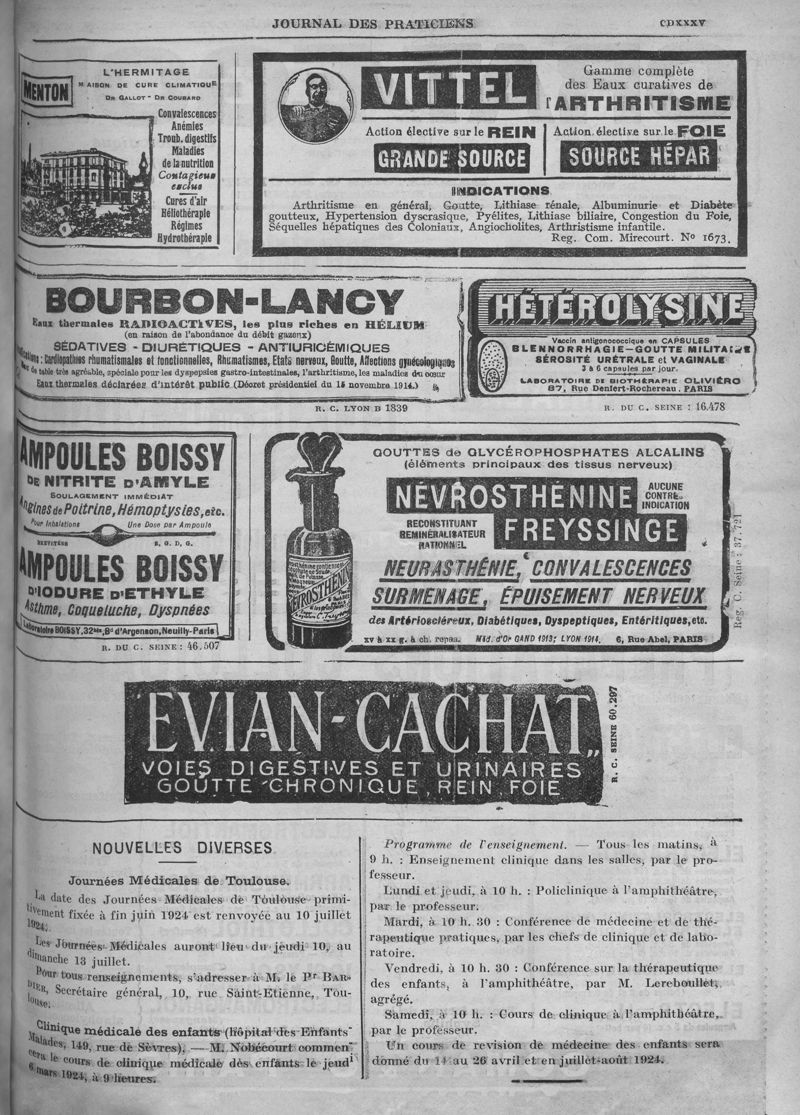 JOURNAL DES PRATICIENS
CDXXXV
MENTON
L'HERMITAGE
MAISON DE CURE CLIMATIQUE
DR GALLOT - DR COUBARD
Convalescences
Anémies
Troub. digestifs
Maladies
de la nutrition
Contagieux
exclus
Cures d'air
Héliothérapie
Régimes
Hydrothérapie
VITTEL
Gamme complète
des Eaux curatives de
l'ARTHRITISME
Action élective sur le REIN
GRANDE SOURCE
Action élective sur le FOIE
SOURCE HÉPAR
INDICATIONS
Arthritisme en général, Goutte, Lithiase rénale, Albuminurie et Diabète
goutteux, Hypertension dyscrasique, Pyélites, Lithiase biliaire, Congestion du Foie,
Séquelles hépatiques des Coloniaux, Angiocholites, Arthristisme infantile.
Reg. Com. Mirecourt. No 1673.
BOURBON-LANCY
Eaux thermales RADIOACTIVES, les plus riches en HÉLIUM
(en raison de l'abondance du débit gazeux)
SÉDATIVES - DIURÉTIQUES - ANTIURICÉMIQUES
: Cardiopathies rhumatismales et fonctionnelles, Rhumatismes, Etats nerveux, Goutte, Affections gynécologiques
de table très agréable, spéciale pour les dyspepsies gastro-intestinales, l'arthritisme, les maladies du cœur
Eaux thermales déclarées d'intérêt public (Décret présidentiel du 15 novembre 1914.)
R. C. LYON B 1839
HÉTÉROLYSINE
Vaccin antigonococcique en CAPSULES
BLENNORRHAGIE - GOUTTE MILITAIRE
SÉROSITÉ URÉTRALE ET VAGINALE
3 à 6 capsules par jour.
LABORATOIRE DE BIOTHÉRAPIE OLIVIÉRO
87, Rue Denfert-Rochereau. PARIS
R. DU C. SEINE : 16.478
AMPOULES BOISSY
DE NITRITE D'AMYLE
SOULAGEMENT IMMÉDIAT
Angines de Poitrine, Hémoptysies, etc.
Pour Inhalations Une Dose par Ampoule
BREVETÉES S. G. D. G.
AMPOULES BOISSY
D'IODURE D'ETHYLE
Asthme, Coqueluche, Dyspnées
Laboratoire BOISSY, 32bis, Bd d'Argenson, Neuilly-Paris
R. DU C. SEINE : 46.507
GOUTTES DE GLYCÉROPHOSPHATES ALCALINS
(éléments principaux des tissus nerveux)
NÉVROSTHÉNINE
AUCUNE
CONTRE-
INDICATION
RECONSTITUANT
REMINÉRALISATEUR
RATIONNEL
FREYSSINGE
NEURASTHÉNIE, CONVALESCENCES
SURMENAGE, ÉPUISEMENT NERVEUX
des Artérioscléreux, Diabétiques, Dyspeptiques, Entéritiques, etc.
XV à XX g. à ch. repas. Méd. d'Or GAND 1913; LYON 1914. 6, Rue Abel, PARIS
Reg. C. Seine : 37.721
EVIAN-CACHAT
VOIES DIGESTIVES ET URINAIRES
GOUTTE CHRONIQUE, REIN, FOIE
R. C. SEINE 60.297
NOUVELLES DIVERSES
Journées Médicales de Toulouse.
La date des Journées Médicales de Toulouse primi-
tivement fixée à fin juin 1924 est renvoyée au 10 juillet
1924.
Les Journées Médicales auront lieu du jeudi 10, au
dimanche 13 juillet.
Pour tous renseignements, s'adresser à M. le Pr BAR-
DIER, Secrétaire général, 10, rue Saint-Etienne, Tou-
louse.
Clinique médicale des enfants (hôpital des Enfants
Malades, 149, rue de Sèvres). — M. Nobécourt commen
cera le cours de clinique médicale des enfants le jeudi
6 mars 1924, à 9 heures.
Programme de l'enseignement. — Tous les matins, à
9 h. : Enseignement clinique dans les salles, par le pro-
fesseur.
Lundi et jeudi, à 10 h. : Policlinique à l'amphithéâtre,
par le professeur.
Mardi, à 10 h. 30 : Conférence de médecine et de thé-
rapeutique pratiques, par les chefs de clinique et de labo-
ratoire.
Vendredi, à 10 h. 30 : Conférence sur la thérapeutique
des enfants, à l'amphithéâtre, par M. Lereboullet,
agrégé.
Samedi, à 10 h. : Cours de clinique à l'amphithéâtre,
par le professeur.
Un cours de revision de médecine des enfants sera
donné du 14 au 26 avril et en juillet-août 1924.